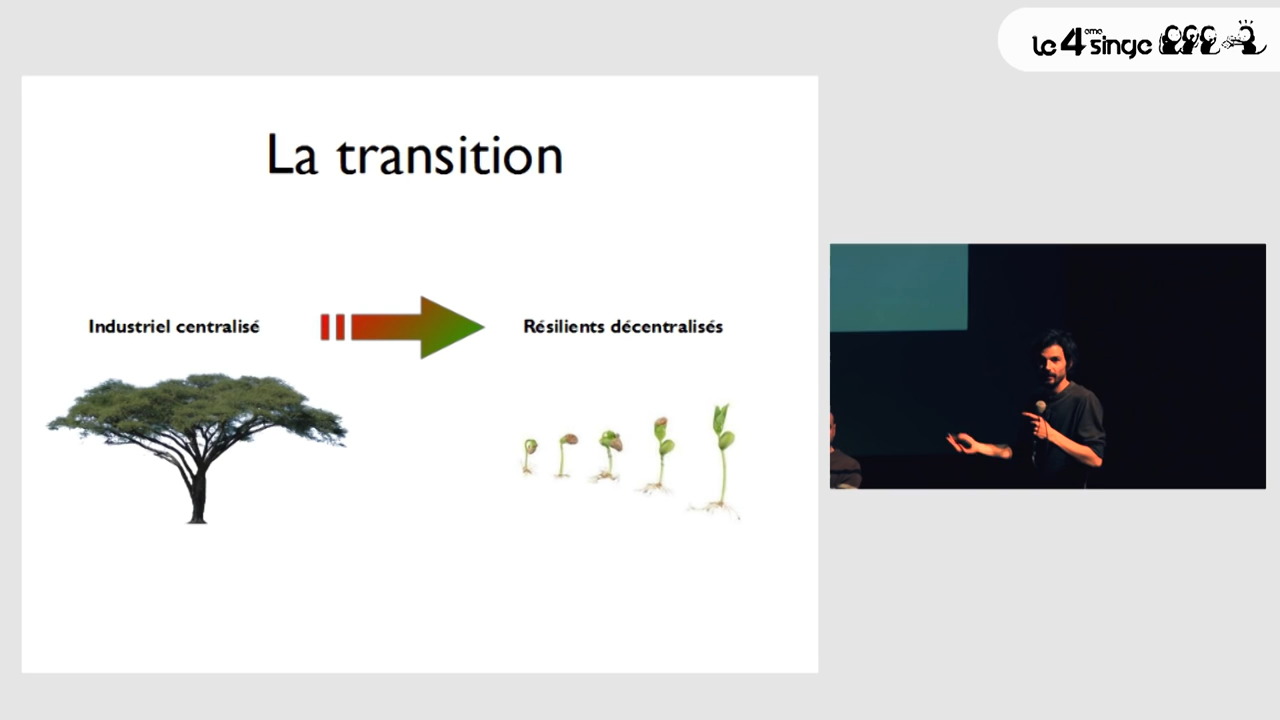 le 4ème singe
La transition
Industriel centralisé
Résilients décentralisés